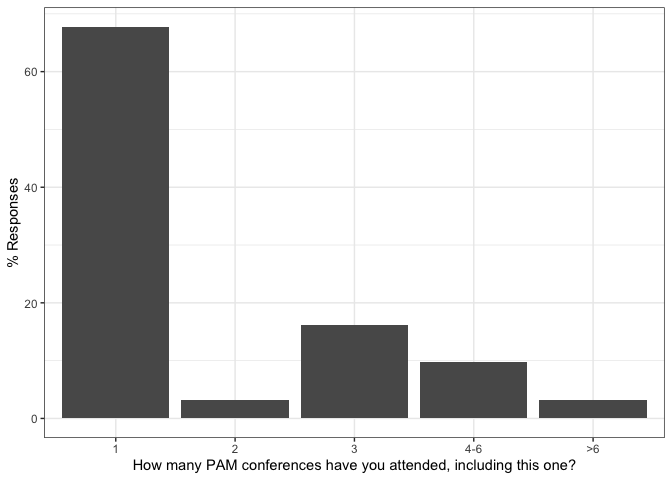 60
40
20
0
% Responses
1 2 3 4-6 >6
How many PAM conferences have you attended, including this one?